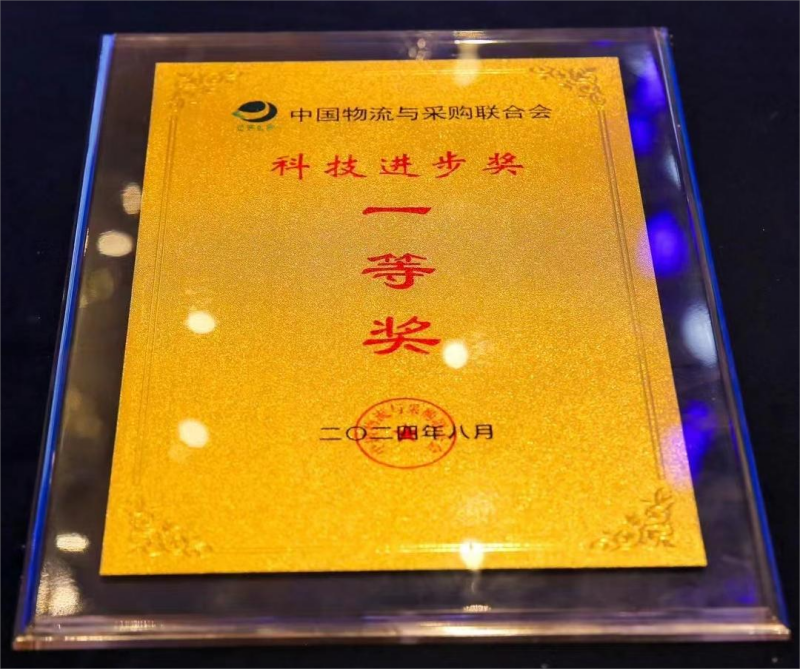 中国物流与采购联合会
科技进步奖
一
等
奖
二〇二四年八月